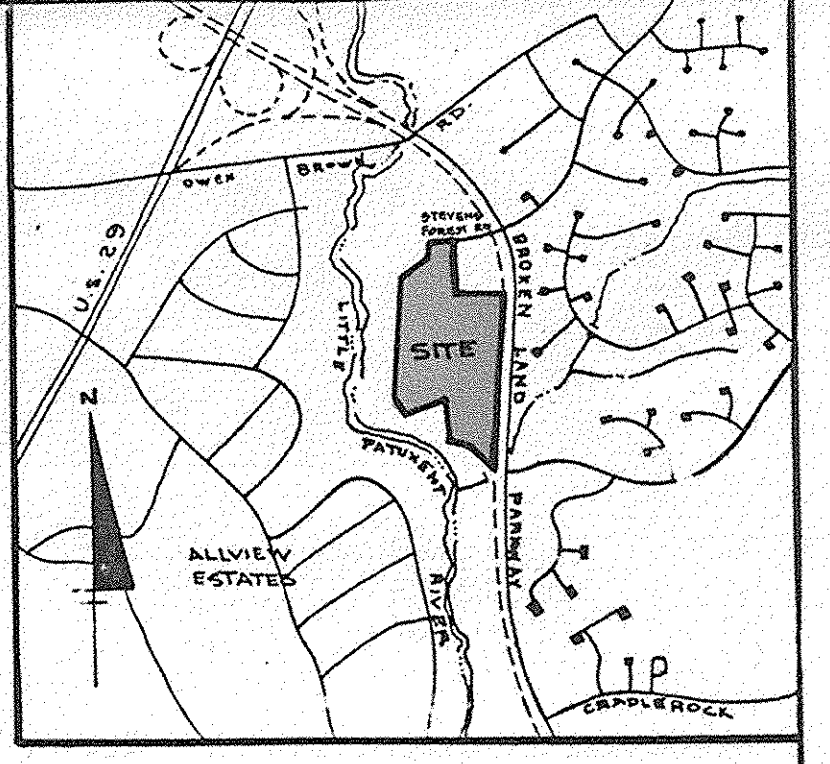 RD.
OWEN BROWN
STEVENS
FOREST RD
U.S. 29
BROKEN LAND PARKWAY
LITTLE PATUXENT RIVER
SITE
N
ALLVIEW
ESTATES
CRADLEROCK